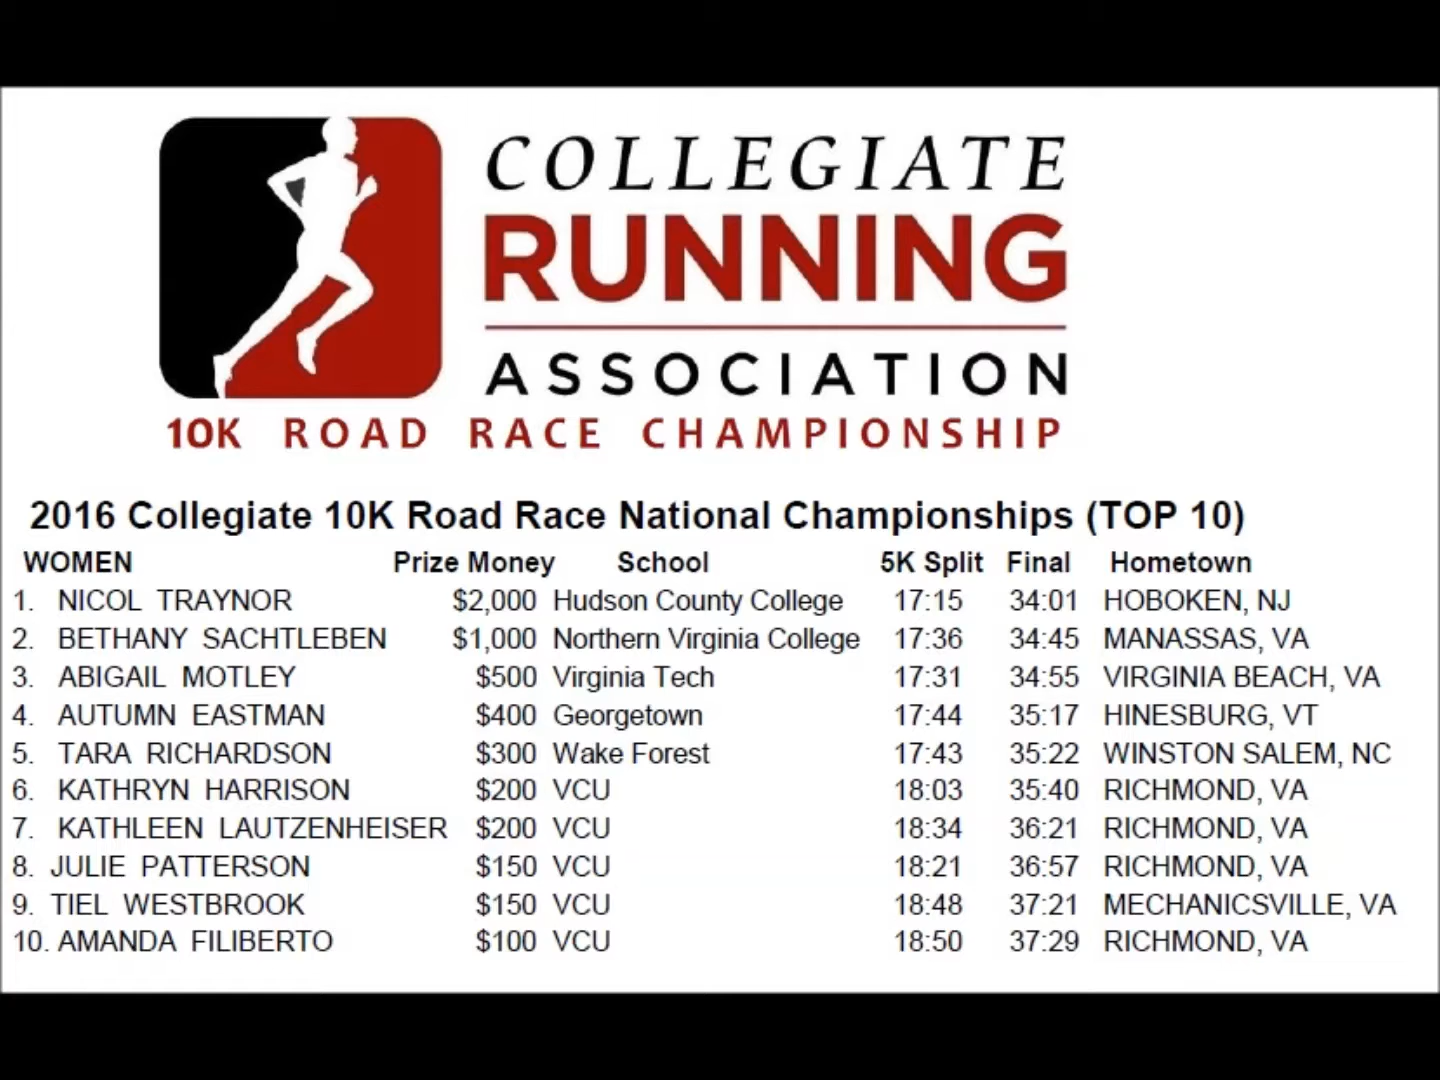 COLLEGIATE
RUNNING
ASSOCIATION
10K ROAD RACE CHAMPIONSHIP
2016 Collegiate 10K Road Race National Championships (TOP 10)
WOMEN Prize Money School 5K Split Final Hometown
1. NICOL TRAYNOR $2,000 Hudson County College 17:15 34:01 HOBOKEN, NJ
2. BETHANY SACHTLEBEN $1,000 Northern Virginia College 17:36 34:45 MANASSAS, VA
3. ABIGAIL MOTLEY $500 Virginia Tech 17:31 34:55 VIRGINIA BEACH, VA
4. AUTUMN EASTMAN $400 Georgetown 17:44 35:17 HINESBURG, VT
5. TARA RICHARDSON $300 Wake Forest 17:43 35:22 WINSTON SALEM, NC
6. KATHRYN HARRISON $200 VCU 18:03 35:40 RICHMOND, VA
7. KATHLEEN LAUTZENHEISER $200 VCU 18:34 36:21 RICHMOND, VA
8. JULIE PATTERSON $150 VCU 18:21 36:57 RICHMOND, VA
9. TIEL WESTBROOK $150 VCU 18:48 37:21 MECHANICSVILLE, VA
10. AMANDA FILIBERTO $100 VCU 18:50 37:29 RICHMOND, VA